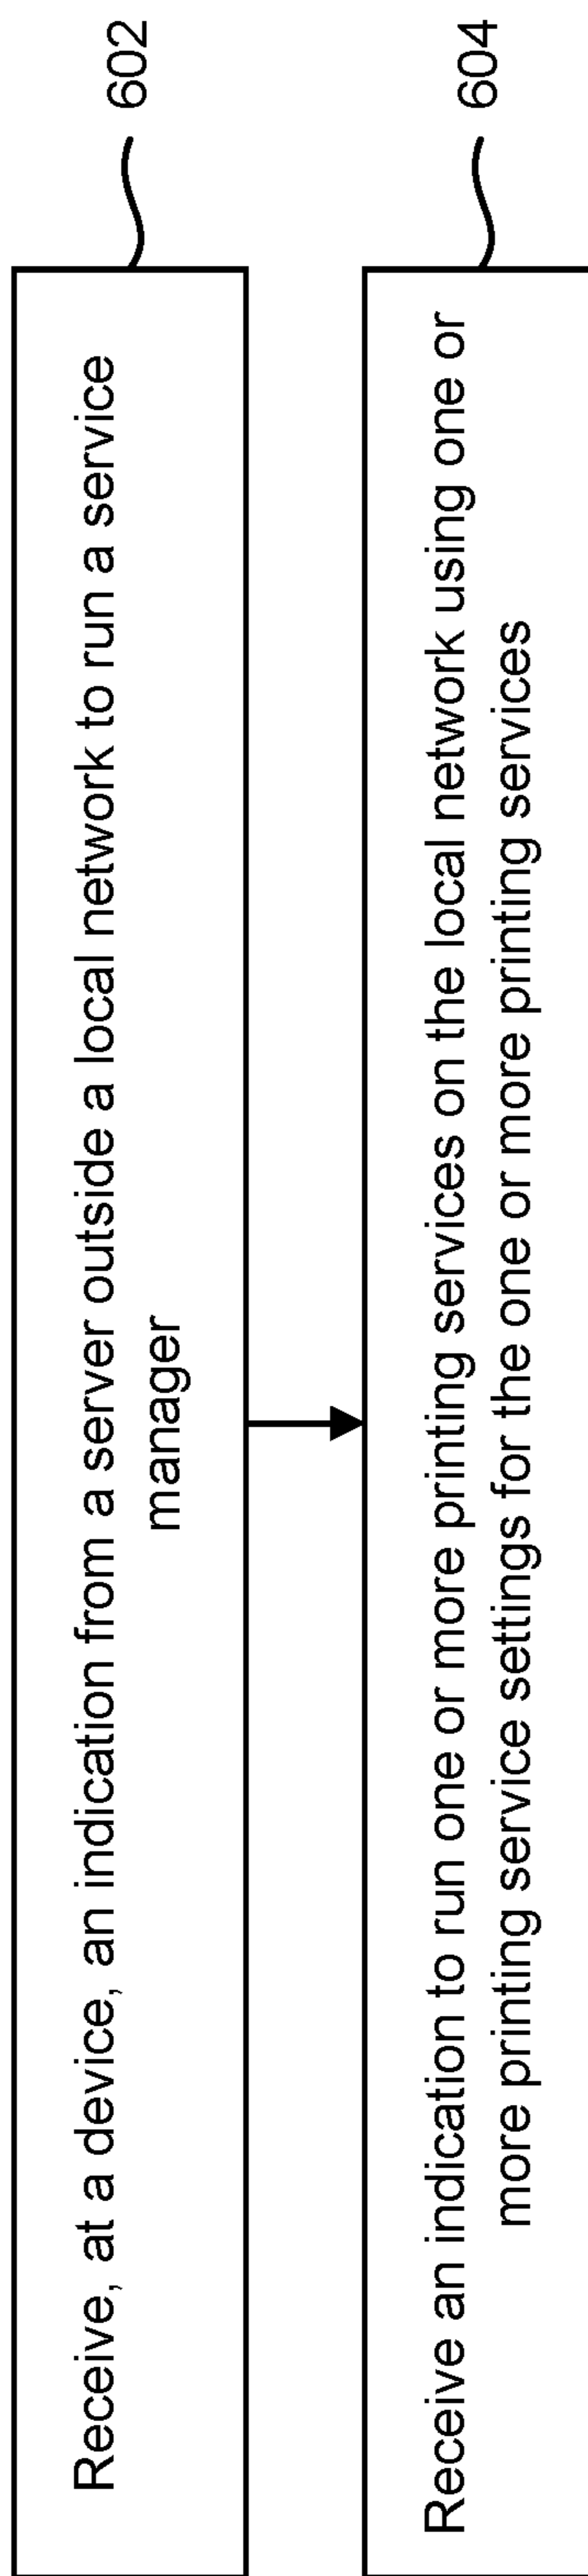 Receive, at a device, an indication from a server outside a local network to run a service
manager
602
Receive an indication to run one or more printing services on the local network using one or
more printing service settings for the one or more printing services
604